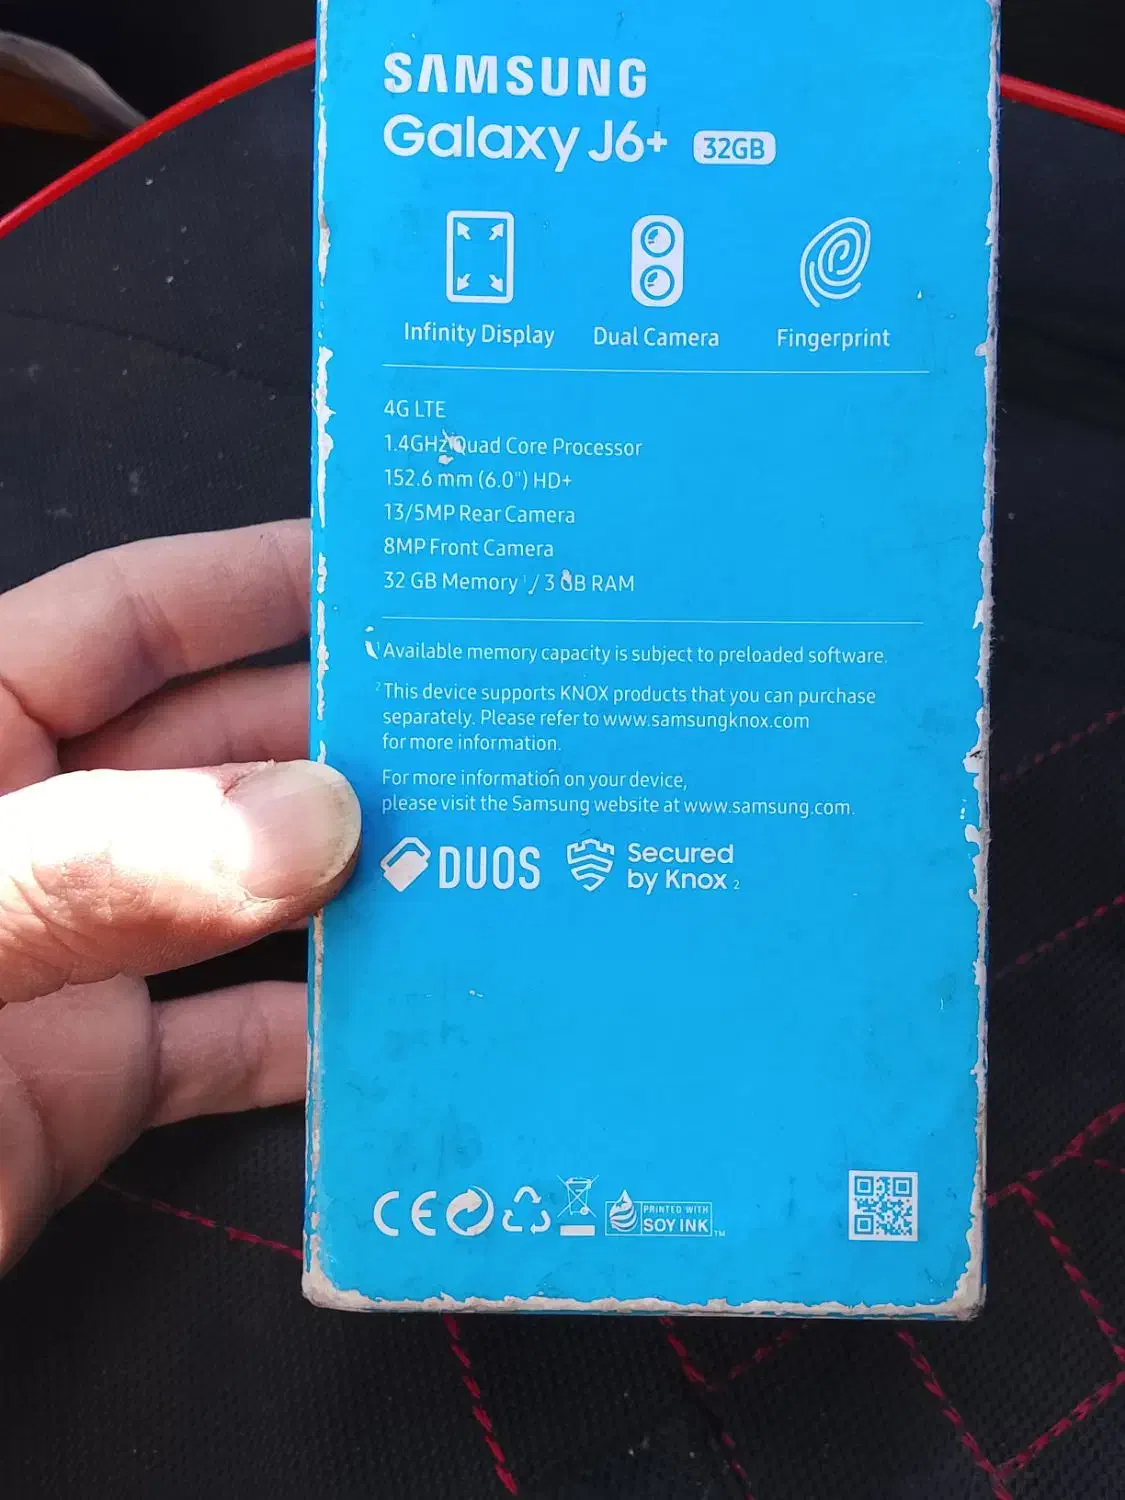 SAMSUNG
Galaxy J6+ 32GB
Infinity Display Dual Camera Fingerprint
4G LTE
1.4GHz Quad Core Processor
152.6 mm (6.0") HD+
13/5MP Rear Camera
8MP Front Camera
32 GB Memory ¹/ 3 GB RAM
¹Available memory capacity is subject to preloaded software.
²This device supports KNOX products that you can purchase
separately. Please refer to www.samsungknox.com
for more information.
For more information on your device,
please visit the Samsung website at www.samsung.com.
DUOS Secured
by Knox 2
CE PRINTED WITH
SOY INK TM